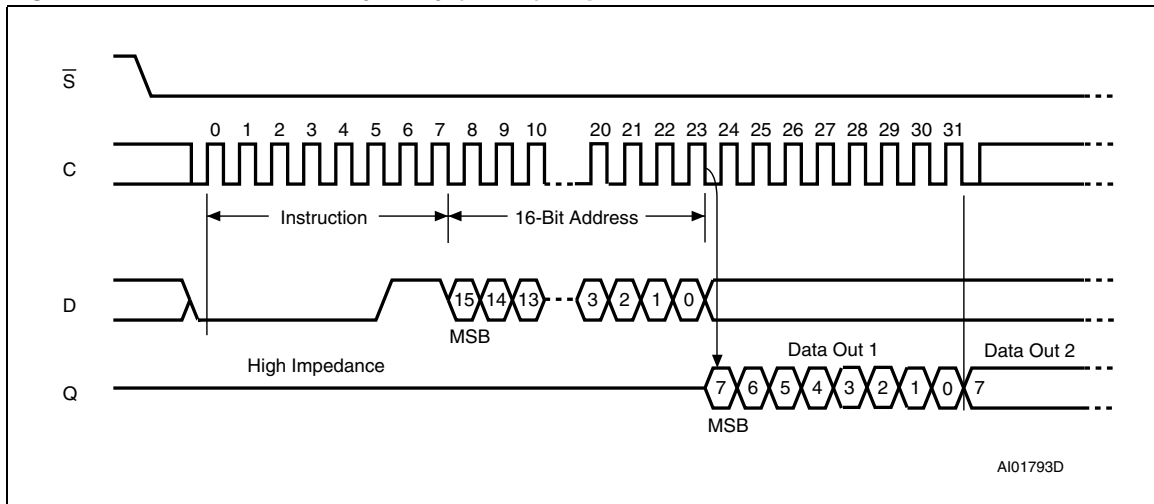 S̅
0 1 2 3 4 5 6 7 8 9 10 20 21 22 23 24 25 26 27 28 29 30 31
C
Instruction 16-Bit Address
D
15 14 13 3 2 1 0
MSB
High Impedance Data Out 1 Data Out 2
Q
7 6 5 4 3 2 1 0 7
MSB
AI01793D